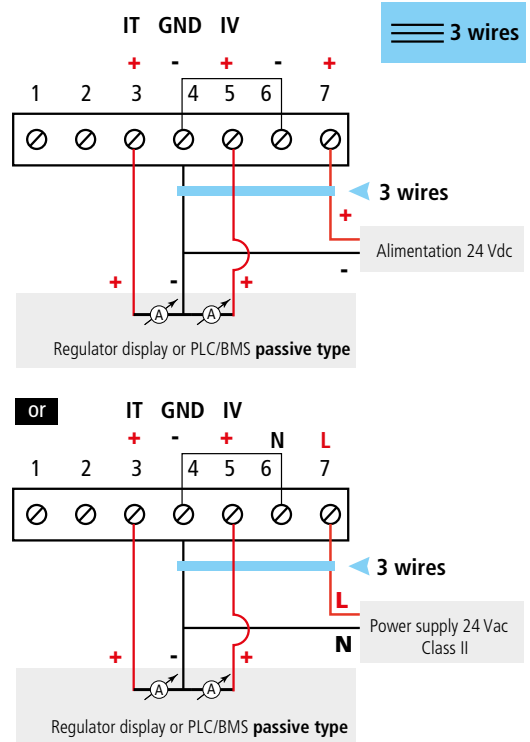 IT GND IV
3 wires
+ - + - +
1 2 3 4 5 6 7
3 wires
+
Alimentation 24 Vdc
-
+ - +
A A
Regulator display or PLC/BMS passive type
or
IT GND IV
+ - + N L
1 2 3 4 5 6 7
3 wires
L
Power supply 24 Vac
Class II
N
+ - +
A A
Regulator display or PLC/BMS passive type